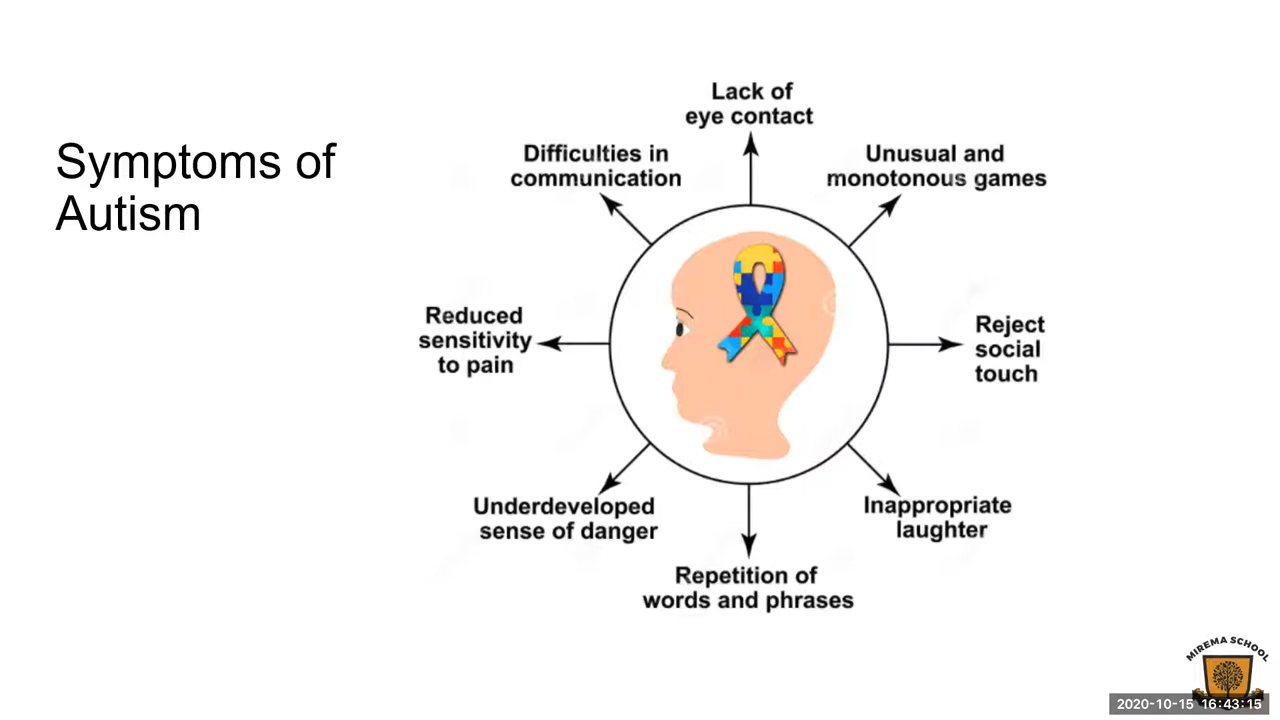 Symptoms of
Autism
Lack of
eye contact
Difficulties in
communication
Unusual and
monotonous games
Reduced
sensitivity
to pain
Reject
social
touch
Underdeveloped
sense of danger
Inappropriate
laughter
Repetition of
words and phrases
MIREMA SCHOOL
2020-10-15 16:43:15